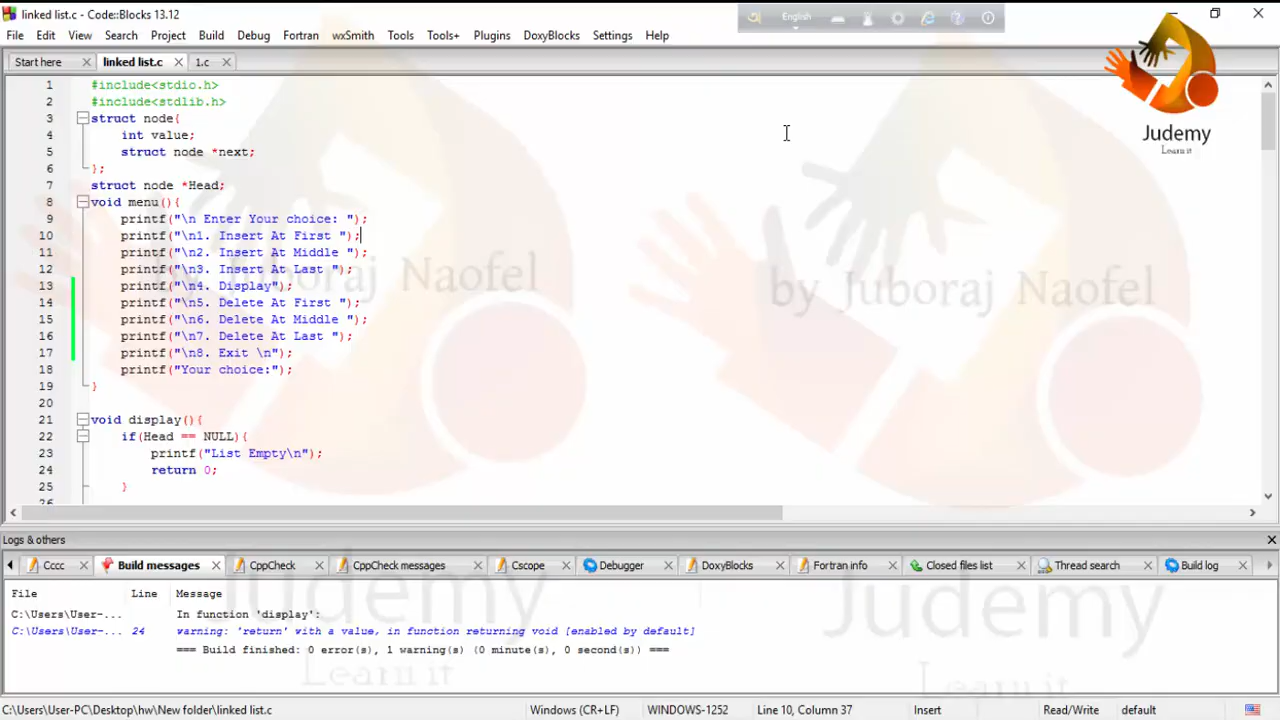 linked list.c - Code::Blocks 13.12
English
File Edit View Search Project Build Debug Fortran wxSmith Tools Tools+ Plugins DoxyBlocks Settings Help
Start here linked list.c 1.c
1 #include<stdio.h>
2 #include<stdlib.h>
3 struct node{
4 int value;
5 struct node *next;
6 };
7 struct node *Head;
8 void menu(){
9 printf("\n Enter Your choice: ");
10 printf("\n1. Insert At First ");
11 printf("\n2. Insert At Middle ");
12 printf("\n3. Insert At Last ");
13 printf("\n4. Display");
14 printf("\n5. Delete At First ");
15 printf("\n6. Delete At Middle ");
16 printf("\n7. Delete At Last ");
17 printf("\n8. Exit \n");
18 printf("Your choice:");
19 }
20
21 void display(){
22 if(Head == NULL){
23 printf("List Empty\n");
24 return 0;
25 }
26
Judemy
Learn it
by Juboraj Naofel
by Juboraj Naofel
Logs & others
Cccc Build messages CppCheck CppCheck messages Cscope Debugger DoxyBlocks Fortran info Closed files list Thread search Build log
File Line Message
C:\Users\User-... In function 'display':
C:\Users\User-... 24 warning: 'return' with a value, in function returning void [enabled by default]
=== Build finished: 0 error(s), 1 warning(s) (0 minute(s), 0 second(s)) ===
Judemy
Learn it
Judemy
Learn it
C:\Users\User-PC\Desktop\hw\New folder\linked list.c Windows (CR+LF) WINDOWS-1252 Line 10, Column 37 Insert Read/Write default